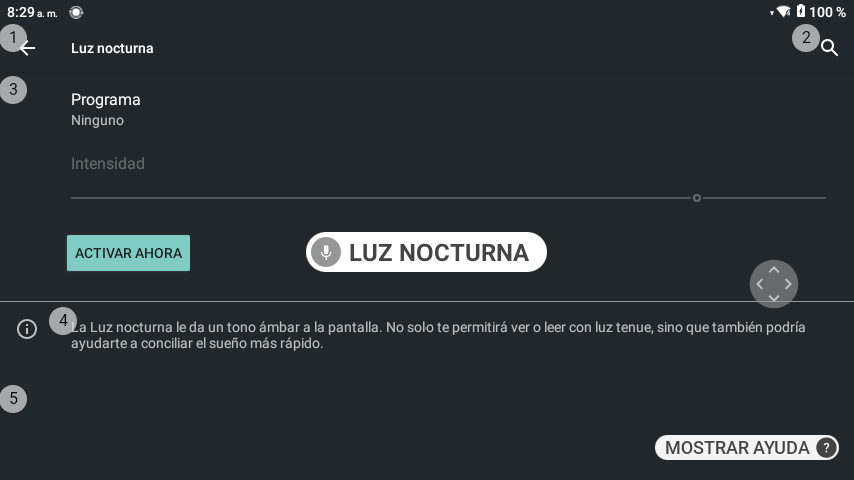 8:29 a. m. 100 %
1 Luz nocturna 2
3
Programa
Ninguno
Intensidad
ACTIVAR AHORA LUZ NOCTURNA
4 La Luz nocturna le da un tono ámbar a la pantalla. No solo te permitirá ver o leer con luz tenue, sino que también podría
ayudarte a conciliar el sueño más rápido.
5
MOSTRAR AYUDA ?